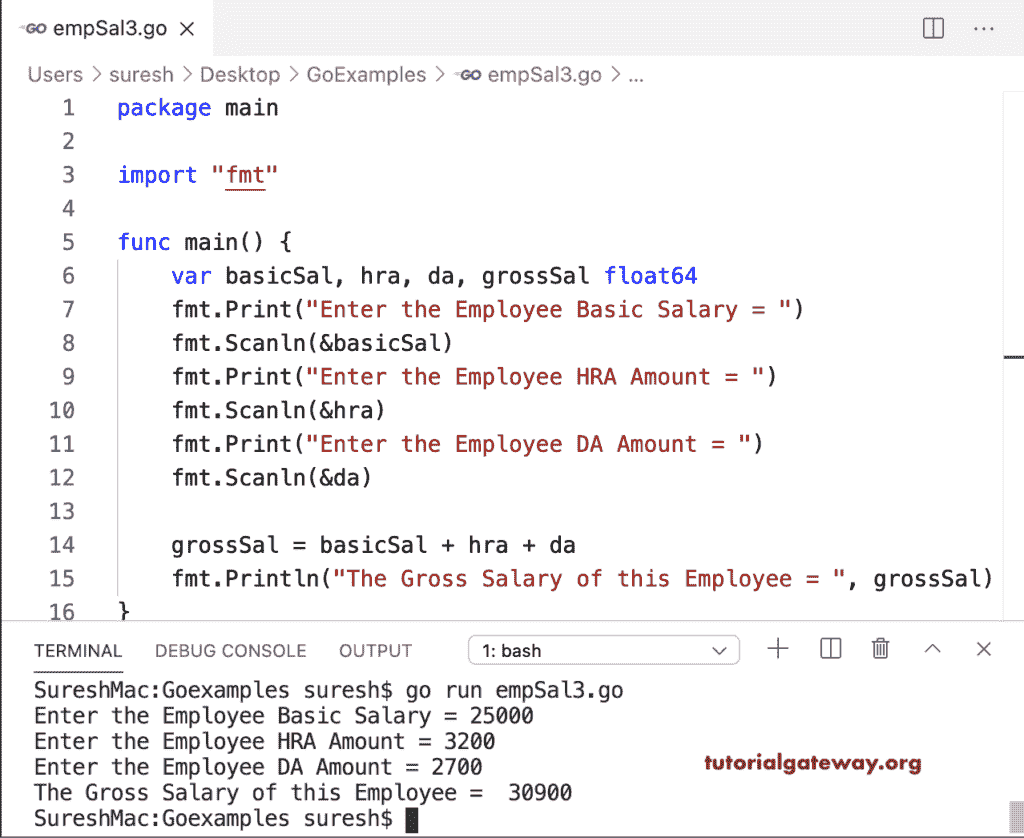 GO empSal3.go ×
Users > suresh > Desktop > GoExamples > GO empSal3.go > ...
1 package main
2
3 import "fmt"
4
5 func main() {
6     var basicSal, hra, da, grossSal float64
7     fmt.Print("Enter the Employee Basic Salary = ")
8     fmt.Scanln(&basicSal)
9     fmt.Print("Enter the Employee HRA Amount = ")
10     fmt.Scanln(&hra)
11     fmt.Print("Enter the Employee DA Amount = ")
12     fmt.Scanln(&da)
13
14     grossSal = basicSal + hra + da
15     fmt.Println("The Gross Salary of this Employee = ", grossSal)
16 }
TERMINAL DEBUG CONSOLE OUTPUT 1: bash
SureshMac:Goexamples suresh$ go run empSal3.go
Enter the Employee Basic Salary = 25000
Enter the Employee HRA Amount = 3200
Enter the Employee DA Amount = 2700
The Gross Salary of this Employee =  30900
SureshMac:Goexamples suresh$
tutorialgateway.org